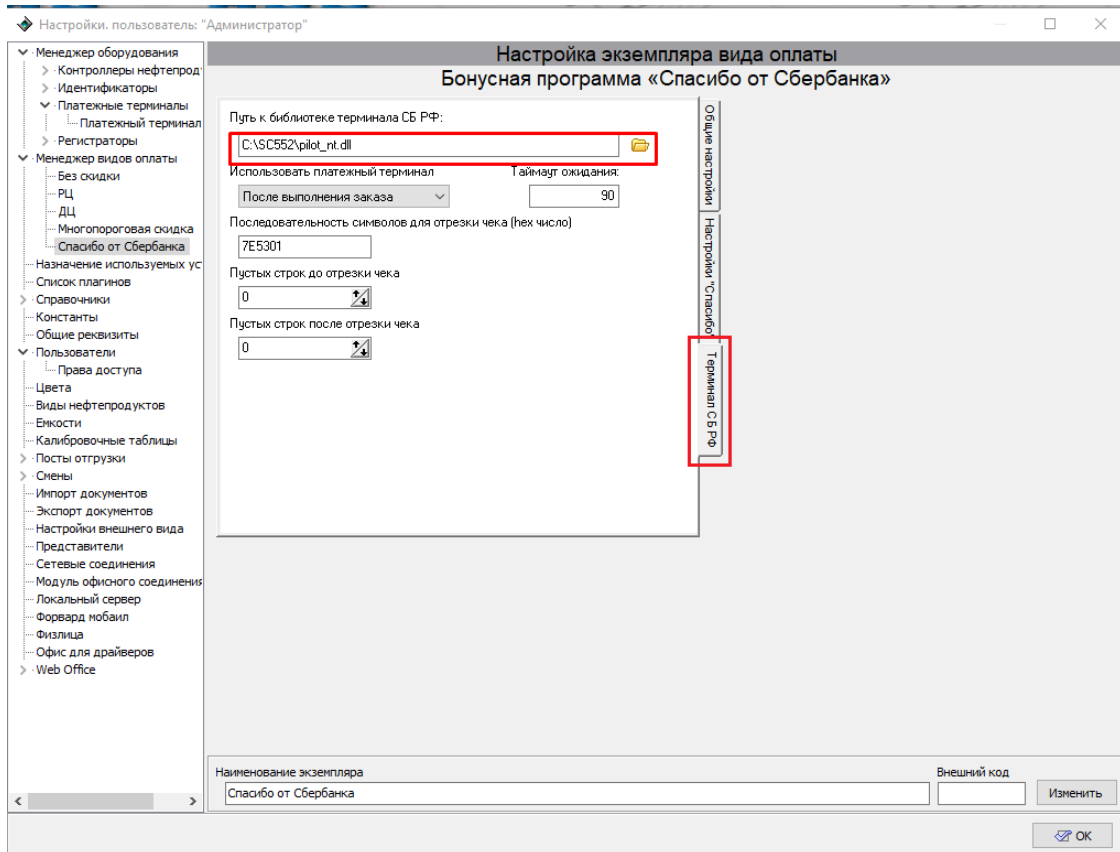 Настройки. пользователь: "Администратор"
Менеджер оборудования
Контроллеры нефтепрод
Идентификаторы
Платежные терминалы
Платежный терминал
Регистраторы
Менеджер видов оплаты
Без скидки
РЦ
ДЦ
Многопороговая скидка
Спасибо от Сбербанка
Назначение используемых ус
Список плагинов
Справочники
Константы
Общие реквизиты
Пользователи
Права доступа
Цвета
Виды нефтепродуктов
Емкости
Калибровочные таблицы
Посты отгрузки
Смены
Импорт документов
Экспорт документов
Настройки внешнего вида
Представители
Сетевые соединения
Модуль офисного соединения
Локальный сервер
Форвард мобаил
Физлица
Офис для драйверов
Web Office
Настройка экземпляра вида оплаты
Бонусная программа «Спасибо от Сбербанка»
Путь к библиотеке терминала СБ РФ:
C:\SC552\pilot_nt.dll
Использовать платежный терминал Таймаут ожидания:
После выполнения заказа 90
Последовательность символов для отрезки чека (hex число)
7E5301
Пустых строк до отрезки чека
0
Пустых строк после отрезки чека
0
Общие настройки
Настройки "Спасибо"
Терминал СБ РФ
Наименование экземпляра Внешний код
Спасибо от Сбербанка Изменить
OK